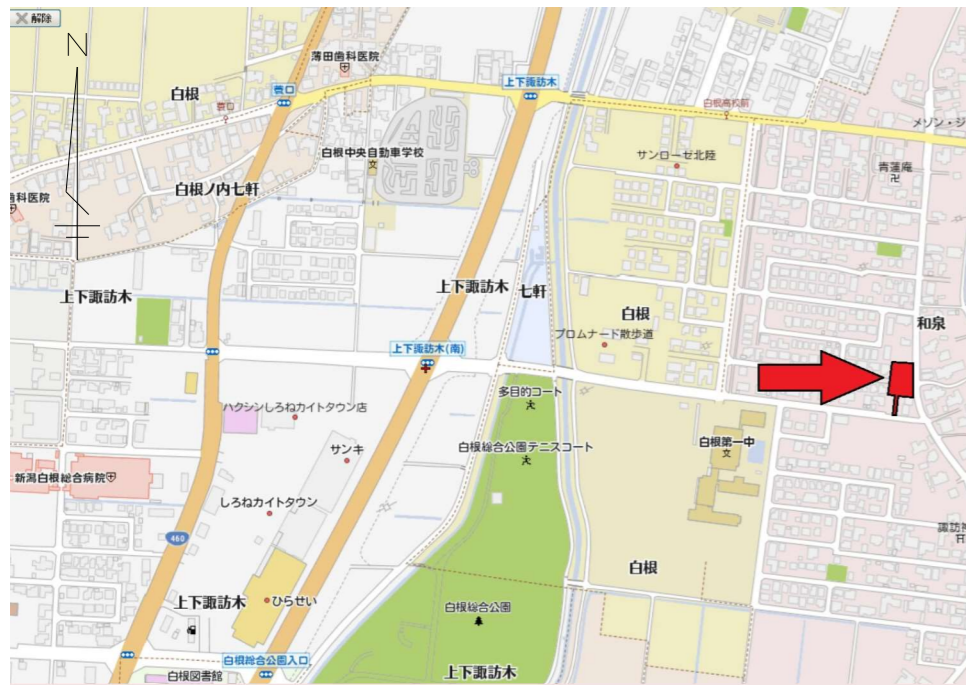 解除
N
薄田歯科医院
白根
菱口
菱口
上下諏訪木
白根高校前
メゾン・ジ
白根中央自動車学校
サンローゼ北陸
青蓮庵
歯科医院
白根ノ内七軒
上下諏訪木
上下諏訪木
七軒
白根
和泉
プロムナード散歩道
上下諏訪木(南)
多目的コート
ハクシンしろねカイトタウン店
白根総合公園テニスコート
白根第一中
サンキ
新潟白根総合病院
しろねカイトタウン
460
諏訪神
白根
上下諏訪木
ひらせい
白根総合公園
白根総合公園入口
白根図書館
上下諏訪木